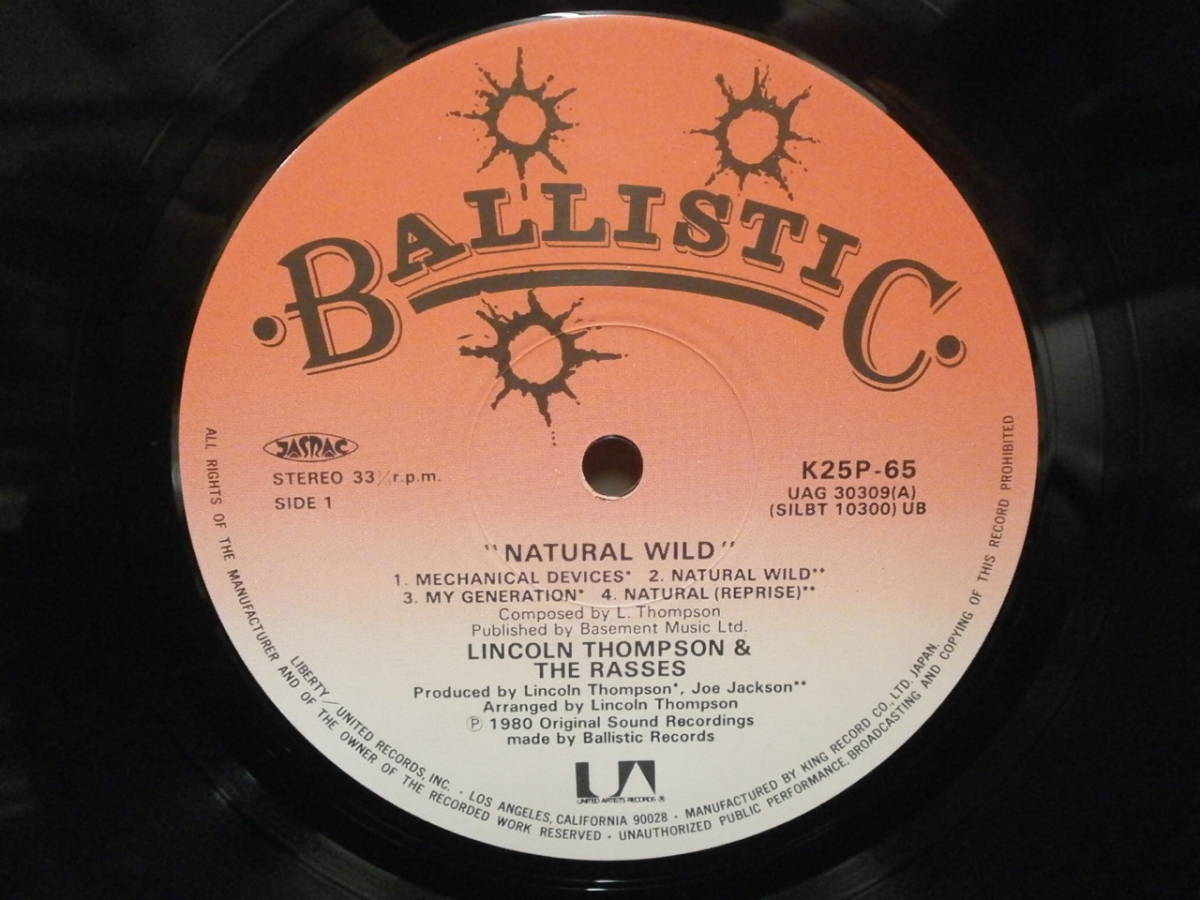 BALLISTIC
JASRAC
STEREO 33⅓r.p.m.
SIDE 1
K25P-65
UAG 30309(A)
(SILBT 10300) UB
"NATURAL WILD"
1. MECHANICAL DEVICES* 2. NATURAL WILD**
3. MY GENERATION* 4. NATURAL (REPRISE)**
Composed by L. Thompson
Published by Basement Music Ltd.
LINCOLN THOMPSON &
THE RASSES
Produced by Lincoln Thompson*, Joe Jackson**
Arranged by Lincoln Thompson
Ⓟ 1980 Original Sound Recordings
made by Ballistic Records
UA
UNITED ARTISTS RECORDS ®
LIBERTY/UNITED RECORDS, INC. · LOS ANGELES, CALIFORNIA 90028 · MANUFACTURED BY KING RECORD CO., LTD. JAPAN.
ALL RIGHTS OF THE MANUFACTURER AND OF THE OWNER OF THE RECORDED WORK RESERVED · UNAUTHORIZED PUBLIC PERFORMANCE, BROADCASTING AND COPYING OF THIS RECORD PROHIBITED